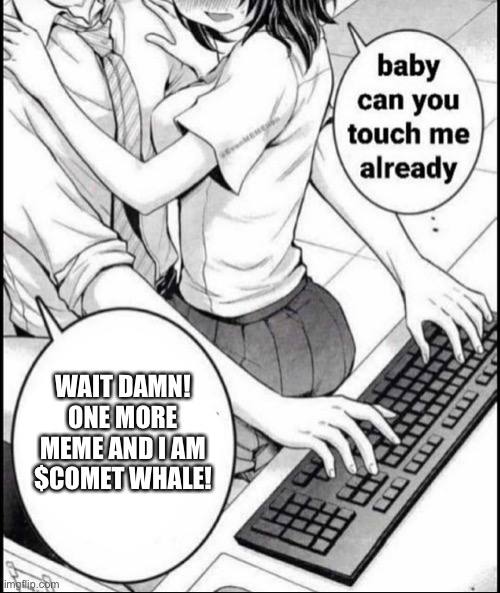 baby
can you
touch me
already
WAIT DAMN!
ONE MORE
MEME AND I AM
$COMET WHALE!
imgflip.com